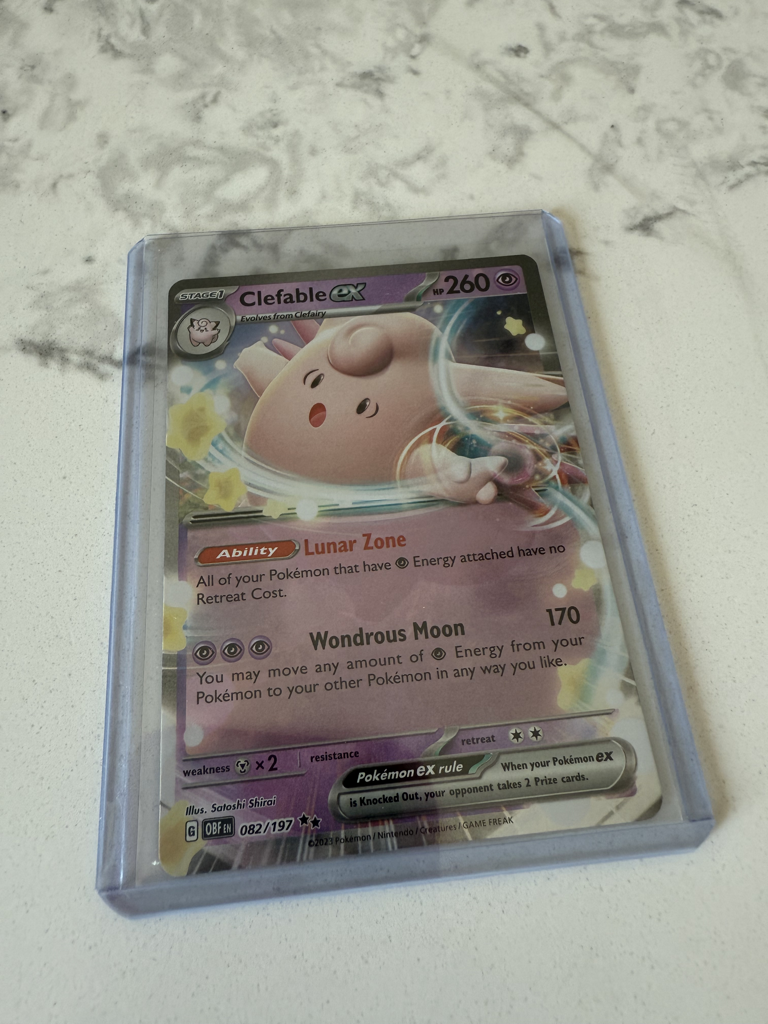 STAGE1 Clefable ex HP 260
Evolves from Clefairy
Ability Lunar Zone
All of your Pokémon that have Energy attached have no
Retreat Cost.
Wondrous Moon 170
You may move any amount of Energy from your
Pokémon to your other Pokémon in any way you like.
weakness ×2 resistance retreat
Pokémon ex rule When your Pokémon ex
is Knocked Out, your opponent takes 2 Prize cards.
Illus. Satoshi Shirai
G OBF EN 082/197
©2023 Pokémon / Nintendo / Creatures / GAME FREAK